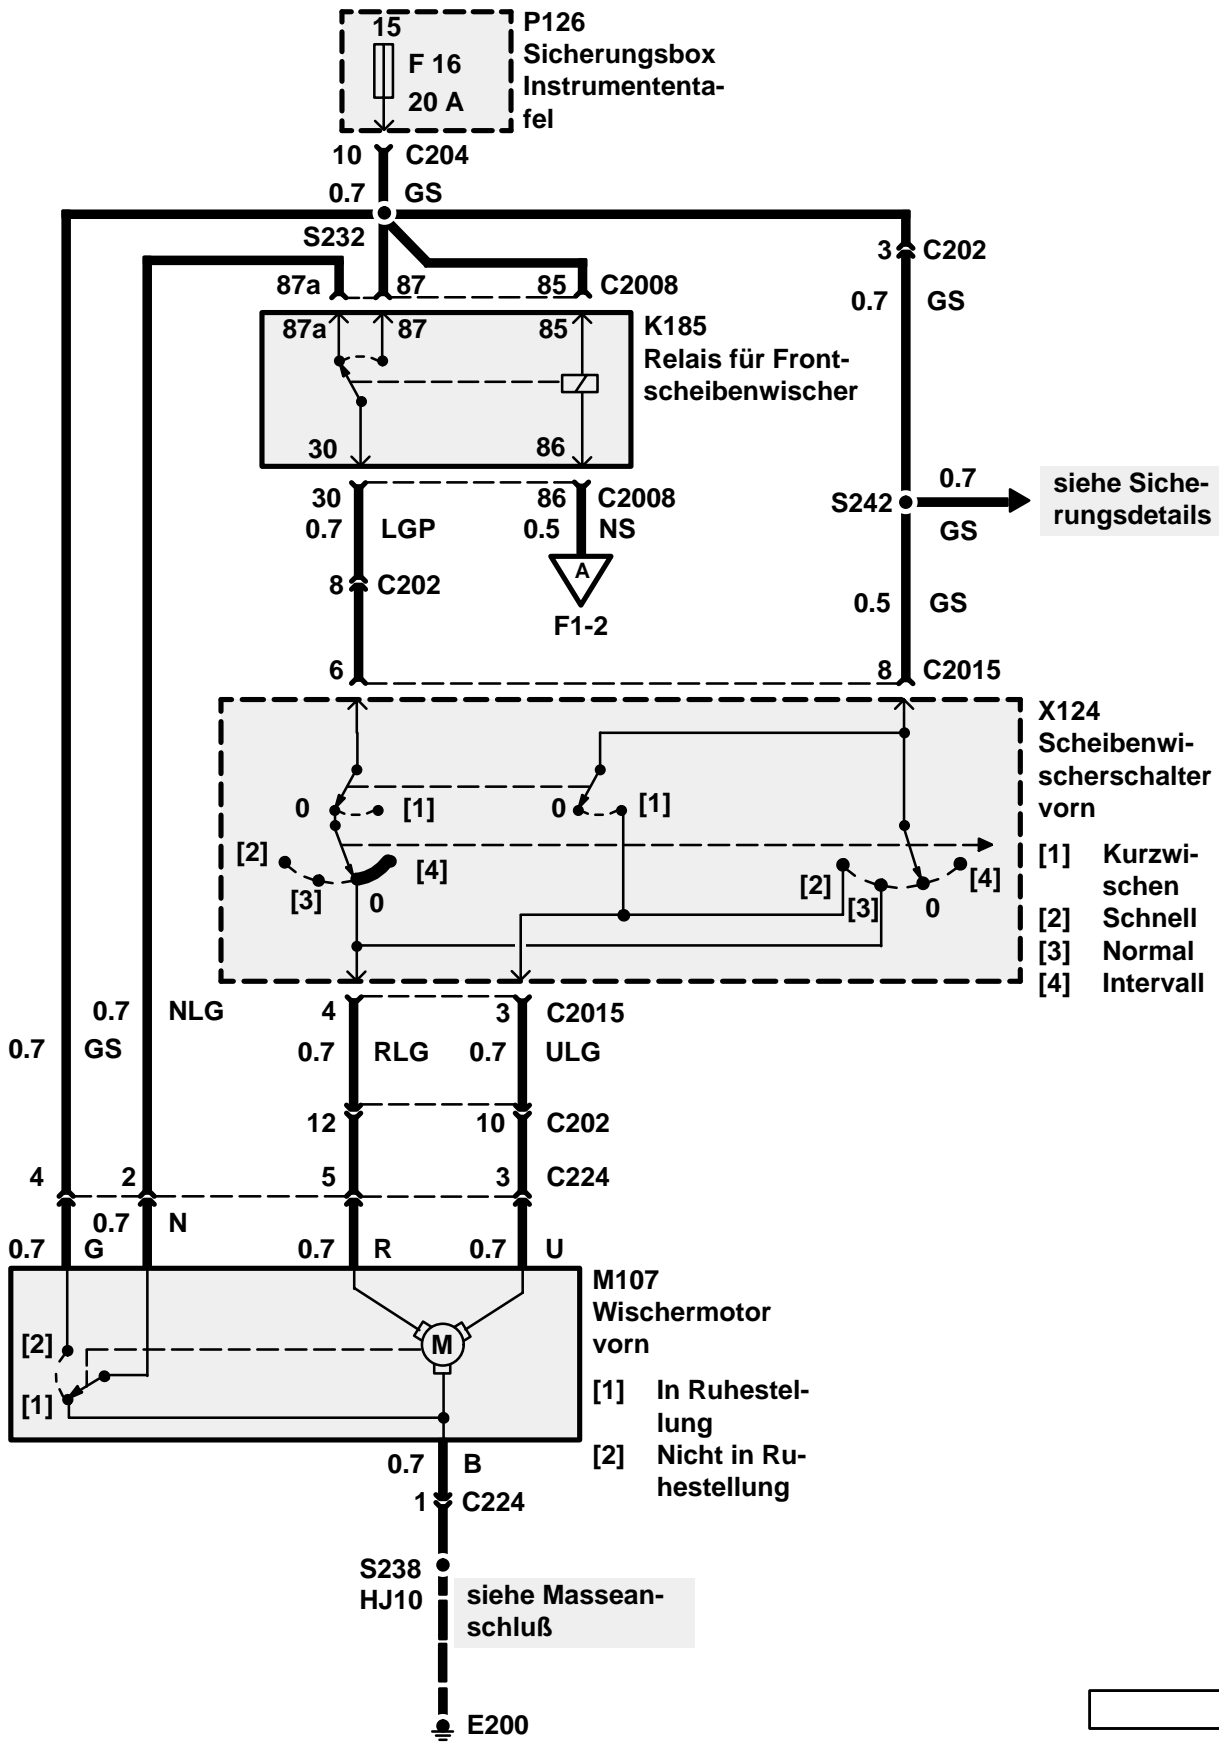 15
F 16
20 A
P126
Sicherungsbox
Instrumententa-
fel
10 C204
0.7 GS
S232
3 C202
0.7 GS
87a 87 85 C2008
87a 87 85
K185
Relais für Front-
scheibenwischer
30 86
30 86 C2008
0.7 LGP 0.5 NS
A
F1-2
8 C202
S242
0.7
GS
siehe Siche-
rungsdetails
0.5 GS
6 8 C2015
X124
Scheibenwi-
scherschalter
vorn
[1] Kurzwi-
schen
[2] Schnell
[3] Normal
[4] Intervall
0 [1] 0 [1]
[2] [3] 0 [4]
[2] [3] 0 [4]
0.7 NLG
0.7 GS
4 3 C2015
0.7 RLG 0.7 ULG
12 10 C202
4 2 5 3 C224
0.7 N
0.7 G 0.7 R 0.7 U
M107
Wischermotor
vorn
[1] In Ruhestel-
lung
[2] Nicht in Ru-
hestellung
[2]
M
[1]
0.7 B
1 C224
S238
HJ10
siehe Massean-
schluß
E200